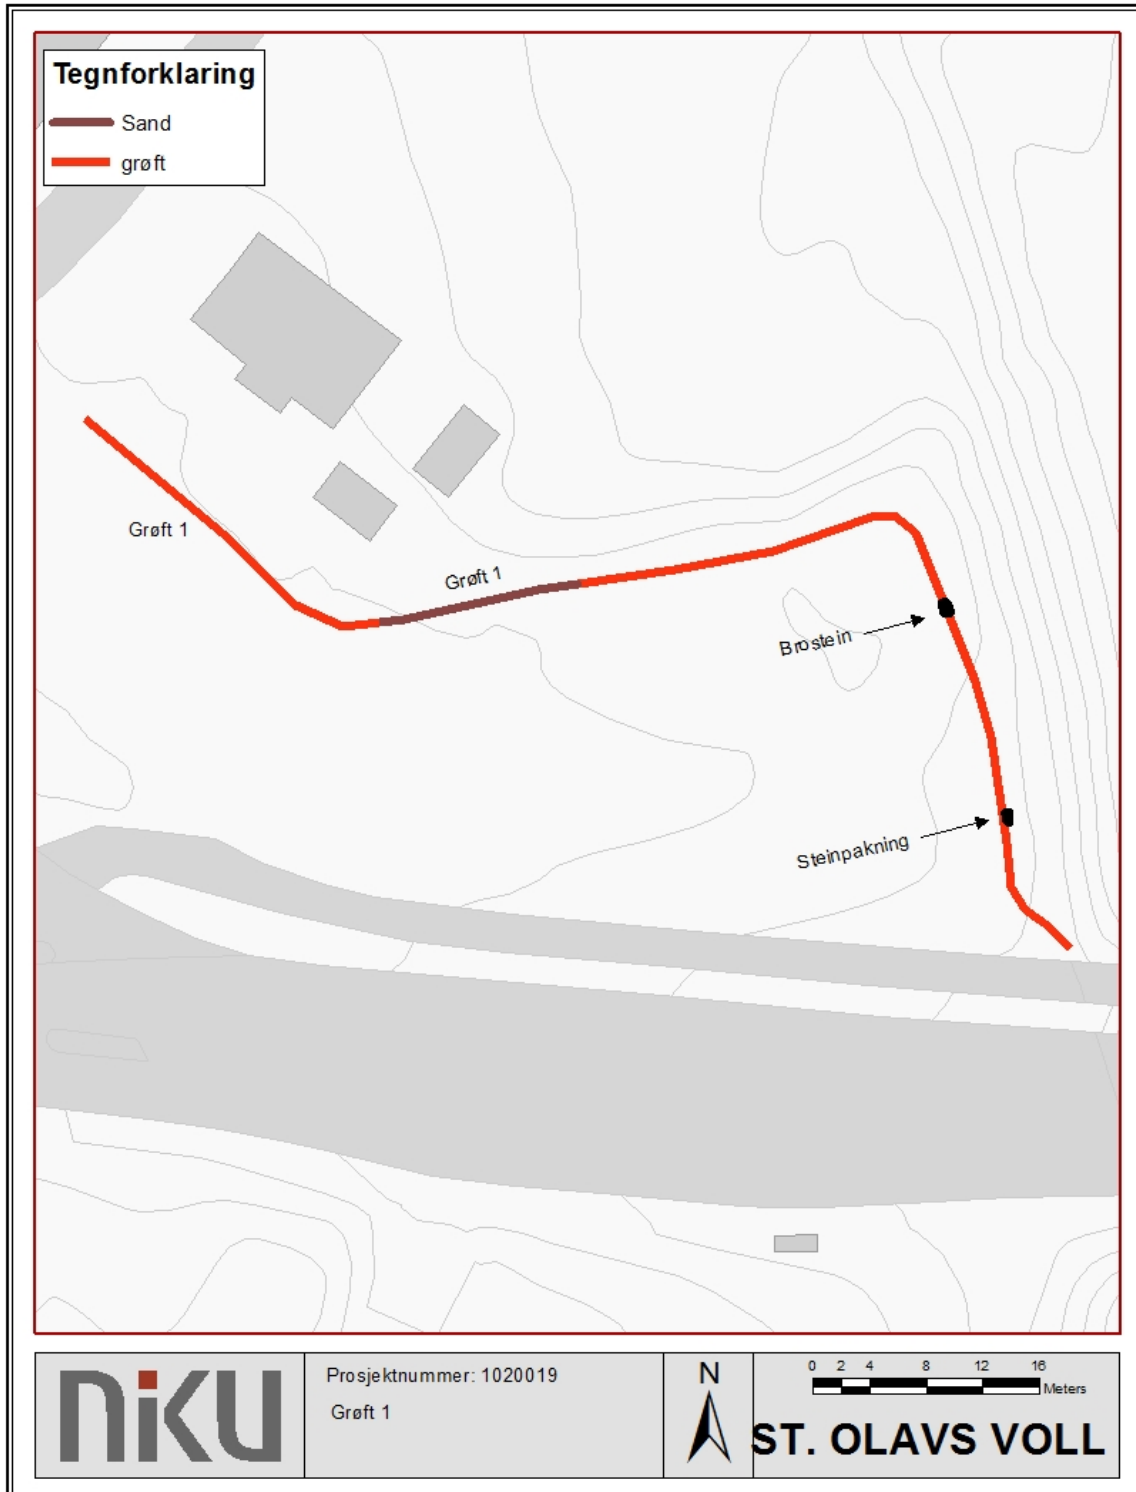 Tegnforklaring
Sand
grøft
Grøft 1
Grøft 1
Brostein
Steinpakning
niku
Prosjektnummer: 1020019
Grøft 1
N
0 2 4 8 12 16
Meters
ST. OLAVS VOLL